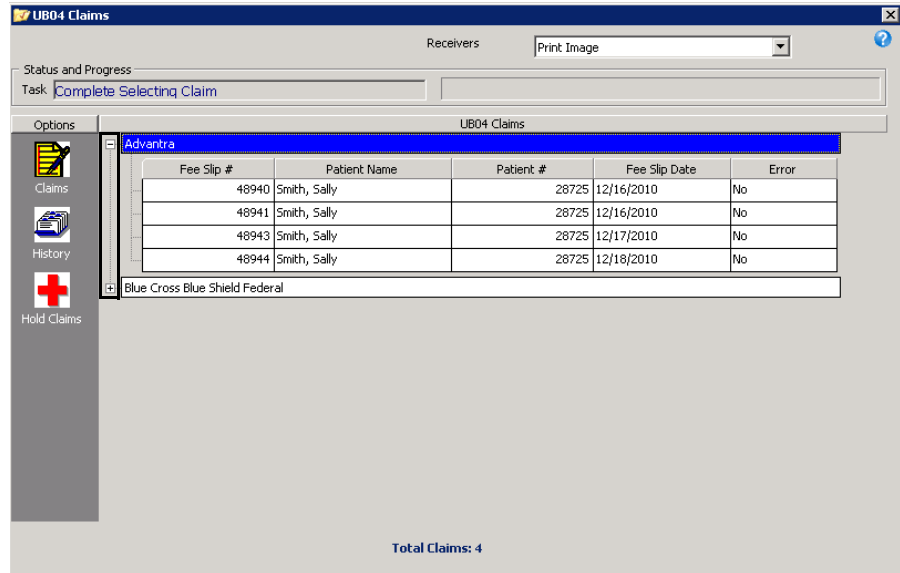 UB04 Claims
Receivers Print Image
Status and Progress
Task Complete Selecting Claim
Options UB04 Claims
Advantra
Fee Slip # Patient Name Patient # Fee Slip Date Error
Claims
48940 Smith, Sally 28725 12/16/2010 No
48941 Smith, Sally 28725 12/16/2010 No
48943 Smith, Sally 28725 12/17/2010 No
History
48944 Smith, Sally 28725 12/18/2010 No
Blue Cross Blue Shield Federal
Hold Claims
Total Claims: 4